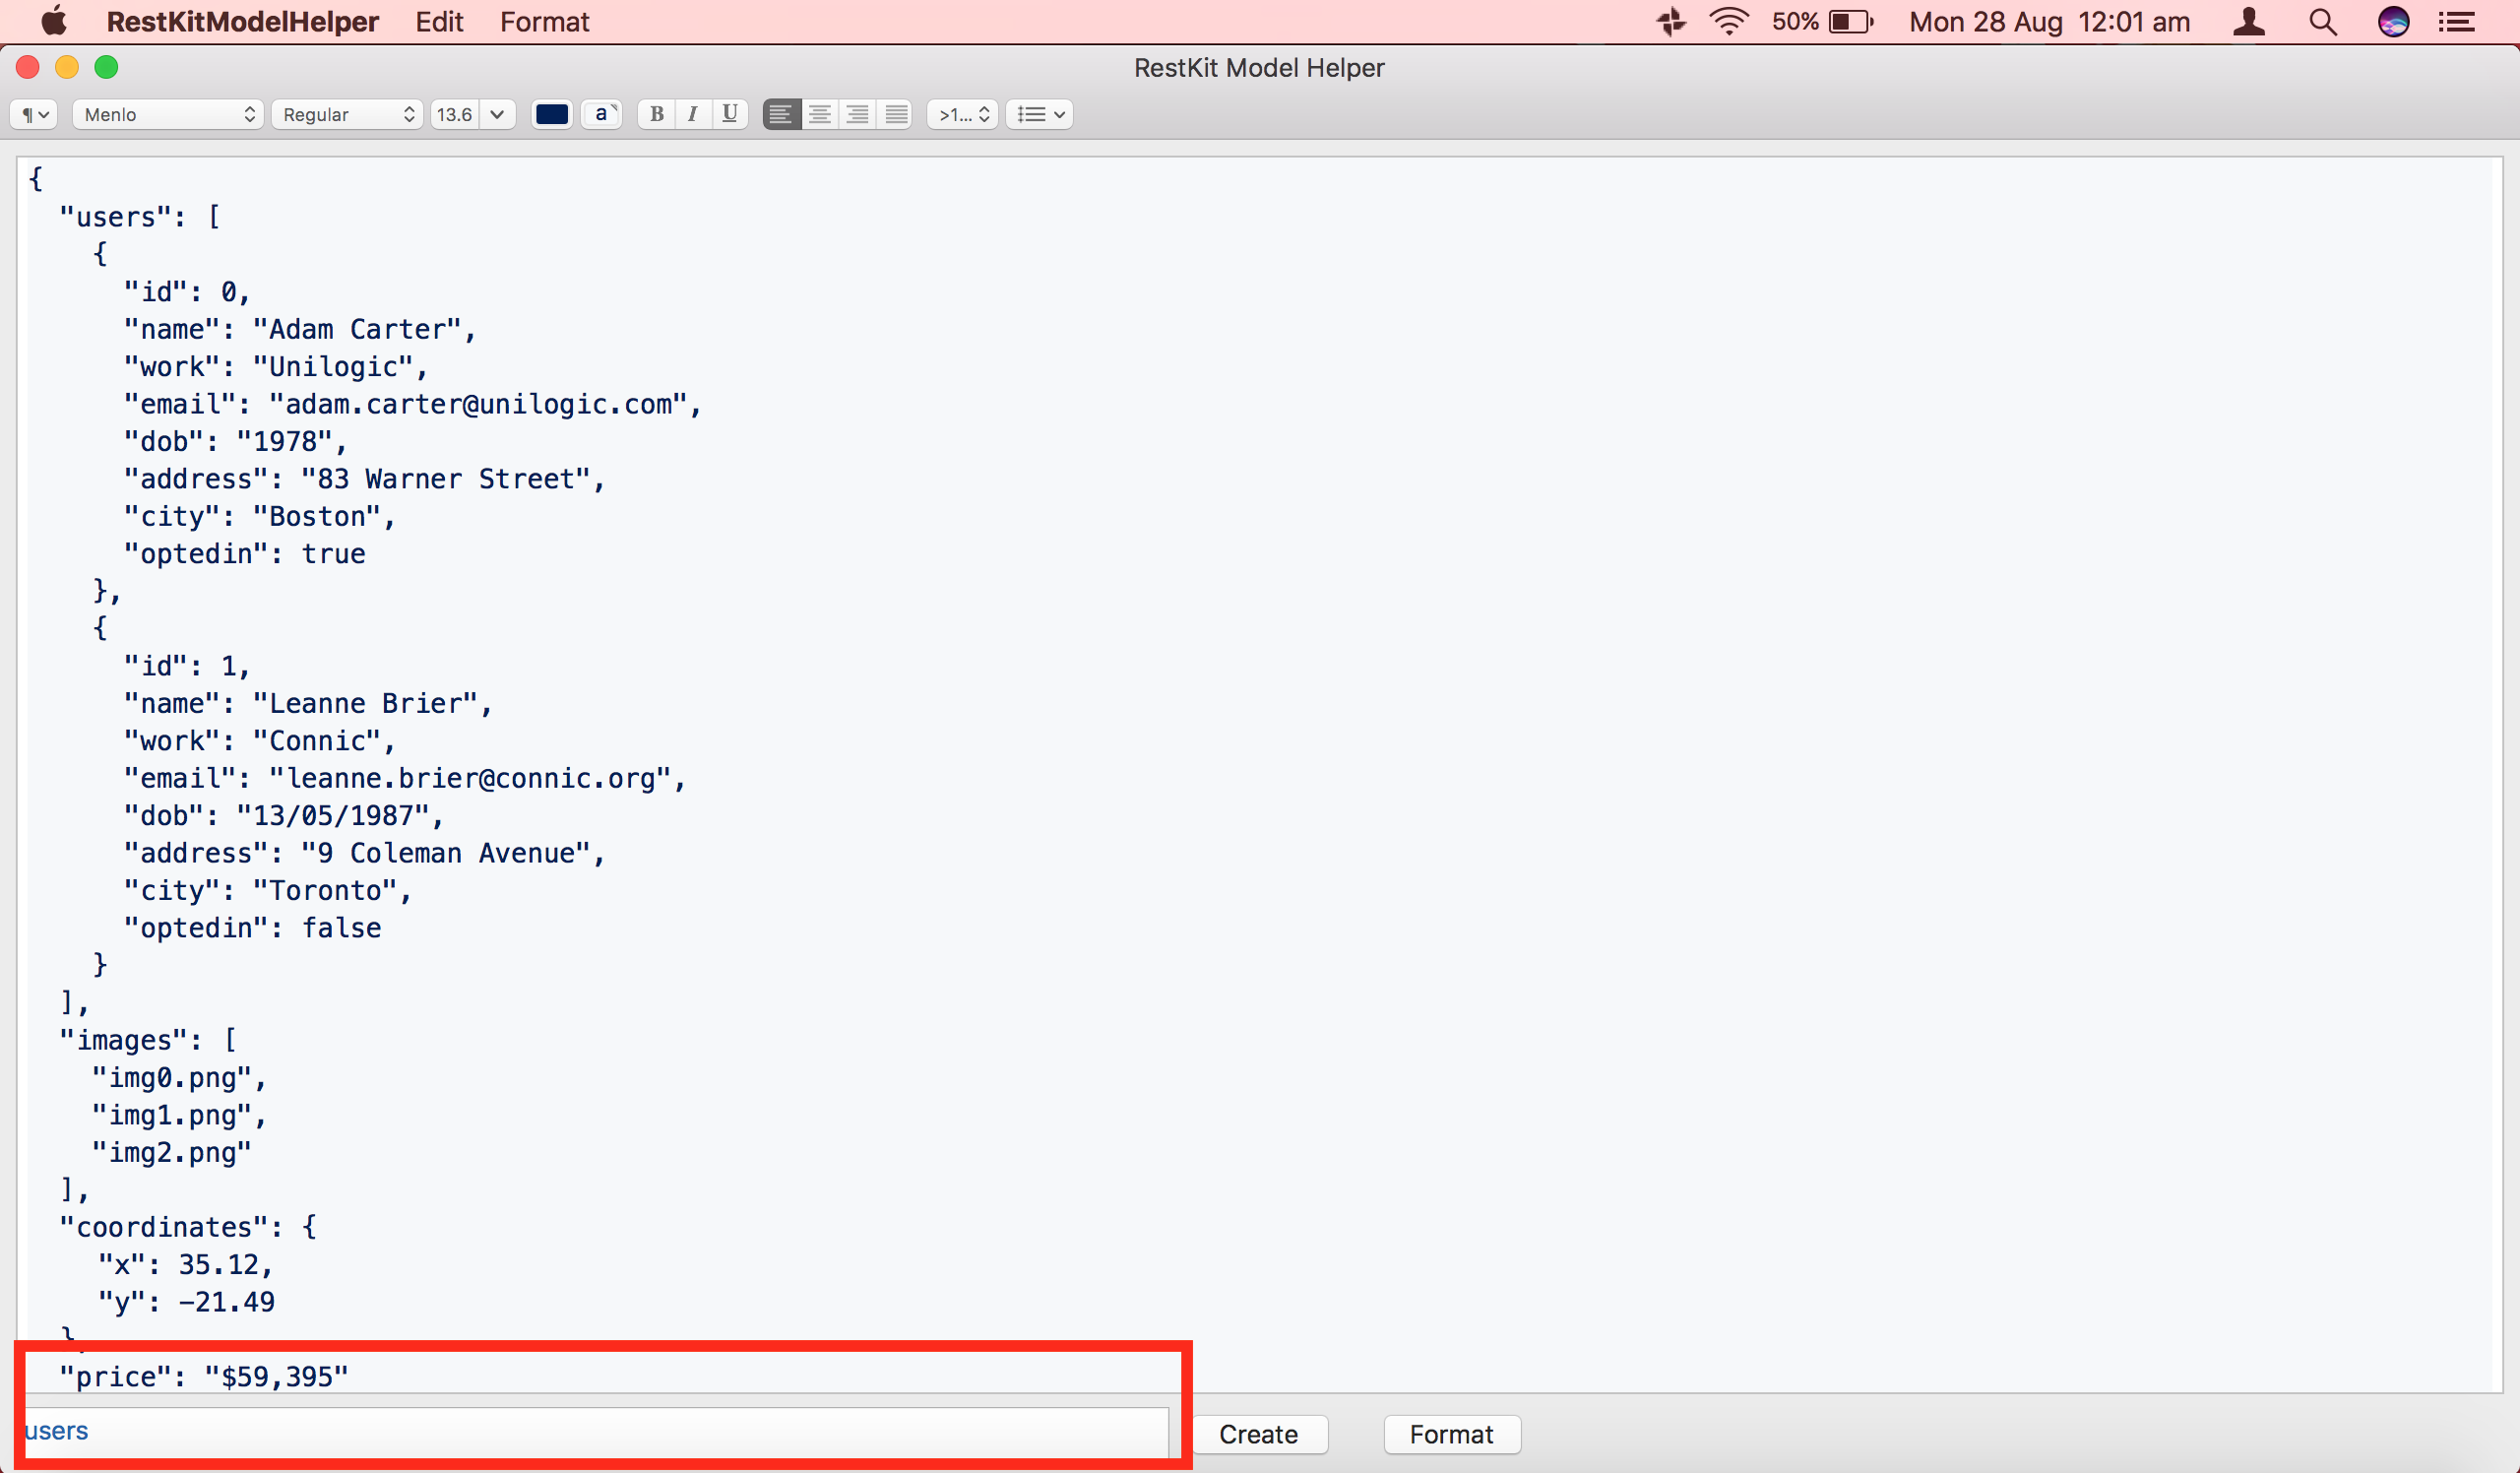 RestKitModelHelper Edit Format 50% Mon 28 Aug 12:01 am
RestKit Model Helper
¶ Menlo Regular 13.6 a B I U >1...
{
  "users": [
    {
      "id": 0,
      "name": "Adam Carter",
      "work": "Unilogic",
      "email": "adam.carter@unilogic.com",
      "dob": "1978",
      "address": "83 Warner Street",
      "city": "Boston",
      "optedin": true
    },
    {
      "id": 1,
      "name": "Leanne Brier",
      "work": "Connic",
      "email": "leanne.brier@connic.org",
      "dob": "13/05/1987",
      "address": "9 Coleman Avenue",
      "city": "Toronto",
      "optedin": false
    }
  ],
  "images": [
    "img0.png",
    "img1.png",
    "img2.png"
  ],
  "coordinates": {
    "x": 35.12,
    "y": -21.49
  },
  "price": "$59,395"
users Create Format